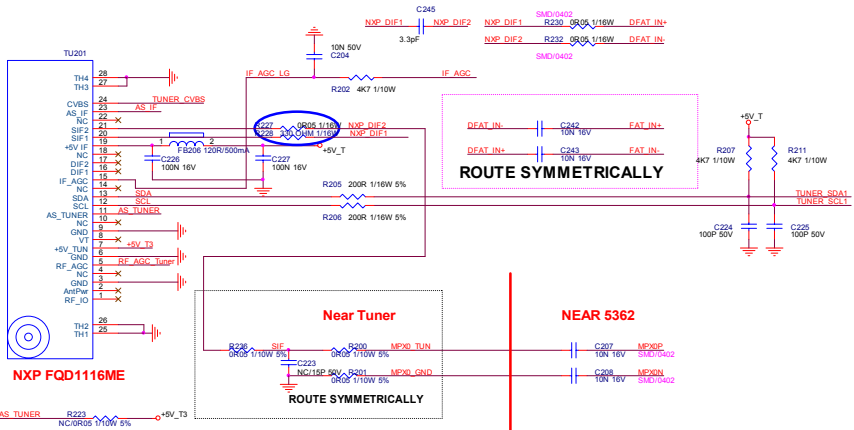 C245
NXP_DIF1
NXP_DIF2
3.3pF
SMD/0402
NXP_DIF1
R230
0R05 1/16W
DFAT_IN+
NXP_DIF2
R232
0R05 1/16W
DFAT_IN-
SMD/0402
TU201
10N 50V
C204
IF_AGC_LG
IF_AGC
R202
4K7 1/10W
TH4
28
TH3
27
CVBS
24
TUNER_CVBS
AS_IF
23
AS_IF
NC
22
SIF2
21
SIF1
20
+5V IF
19
NC
18
DIF2
17
DIF1
16
IF_AGC
15
NC
14
SDA
13
SDA
SCL
12
SCL
AS_TUNER
11
AS_TUNER
NC
10
GND
9
VT
8
+5V_TUN
7
+5V_T3
GND
6
RF_AGC
5
RF_AGC_Tuner
NC
4
GND
3
AntPwr
2
RF_IO
1
TH2
26
TH1
25
R227
0R05 1/16W
NXP_DIF2
R228
330 OHM 1/16W
NXP_DIF1
1
2
FB206 120R/500mA
+5V_T
C226
100N 16V
C227
100N 16V
DFAT_IN-
C242
FAT_IN+
10N 16V
DFAT_IN+
C243
FAT_IN-
10N 16V
ROUTE SYMMETRICALLY
+5V_T
R207
4K7 1/10W
R211
4K7 1/10W
R205
200R 1/16W 5%
TUNER_SDA1
TUNER_SCL1
R206
200R 1/16W 5%
C224
100P 50V
C225
100P 50V
Near Tuner
NEAR 5362
R226
0R05 1/10W 5%
SIF
R200
0R05 1/10W 5%
MPX0_TUN
C207
10N 16V
MPX0P
SMD/0402
C223
NC/15P 50V
R201
0R05 1/10W 5%
MPX0_GND
C208
10N 16V
MPX0N
SMD/0402
ROUTE SYMMETRICALLY
NXP FQD1116ME
AS_TUNER
R223
NC/0R05 1/10W 5%
+5V_T3